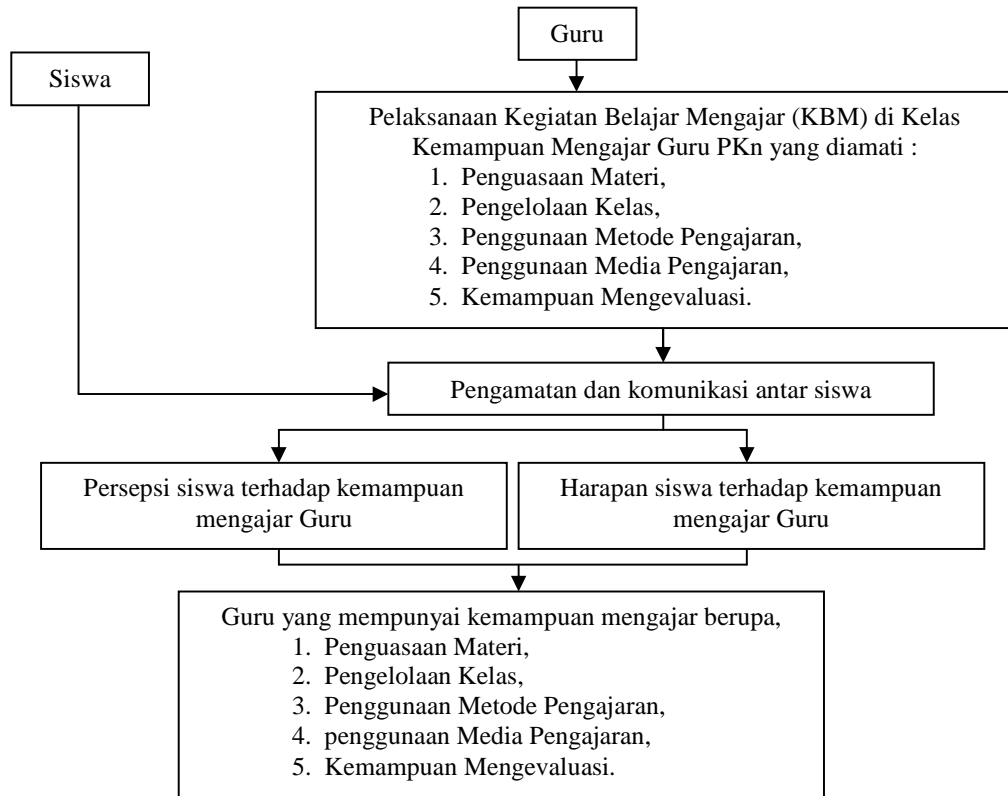 Guru
Siswa
Pelaksanaan Kegiatan Belajar Mengajar (KBM) di Kelas
Kemampuan Mengajar Guru PKn yang diamati :
1. Penguasaan Materi,
2. Pengelolaan Kelas,
3. Penggunaan Metode Pengajaran,
4. Penggunaan Media Pengajaran,
5. Kemampuan Mengevaluasi.
Pengamatan dan komunikasi antar siswa
Persepsi siswa terhadap kemampuan
mengajar Guru
Harapan siswa terhadap kemampuan
mengajar Guru
Guru yang mempunyai kemampuan mengajar berupa,
1. Penguasaan Materi,
2. Pengelolaan Kelas,
3. Penggunaan Metode Pengajaran,
4. penggunaan Media Pengajaran,
5. Kemampuan Mengevaluasi.